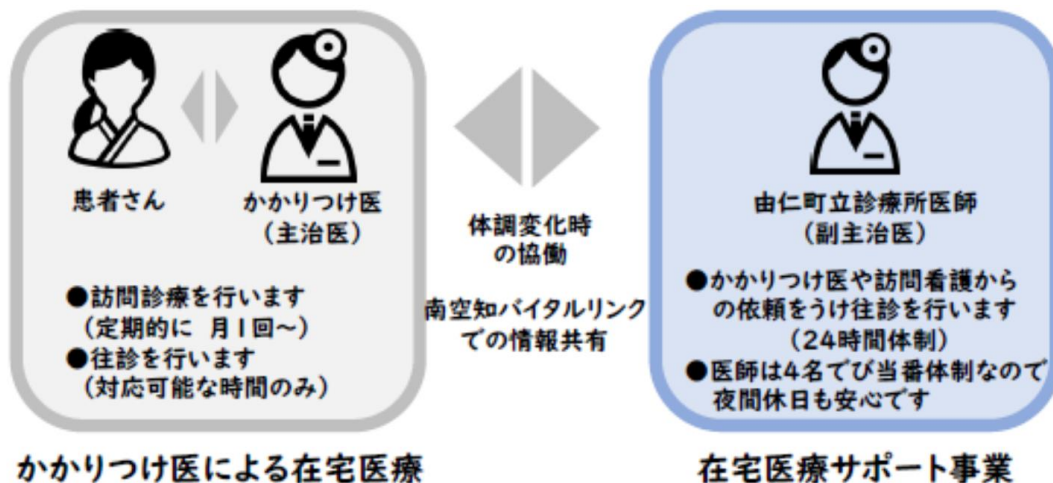 患者さん
かかりつけ医
(主治医)
●訪問診療を行います
(定期的に 月1回～)
●往診を行います
(対応可能な時間のみ)
かかりつけ医による在宅医療
体調変化時
の協働
南空知バイタルリンク
での情報共有
由仁町立診療所医師
(副主治医)
●かかりつけ医や訪問看護から
の依頼をうけ往診を行います
(24時間体制)
●医師は4名でび当番体制なので
夜間休日も安心です
在宅医療サポート事業